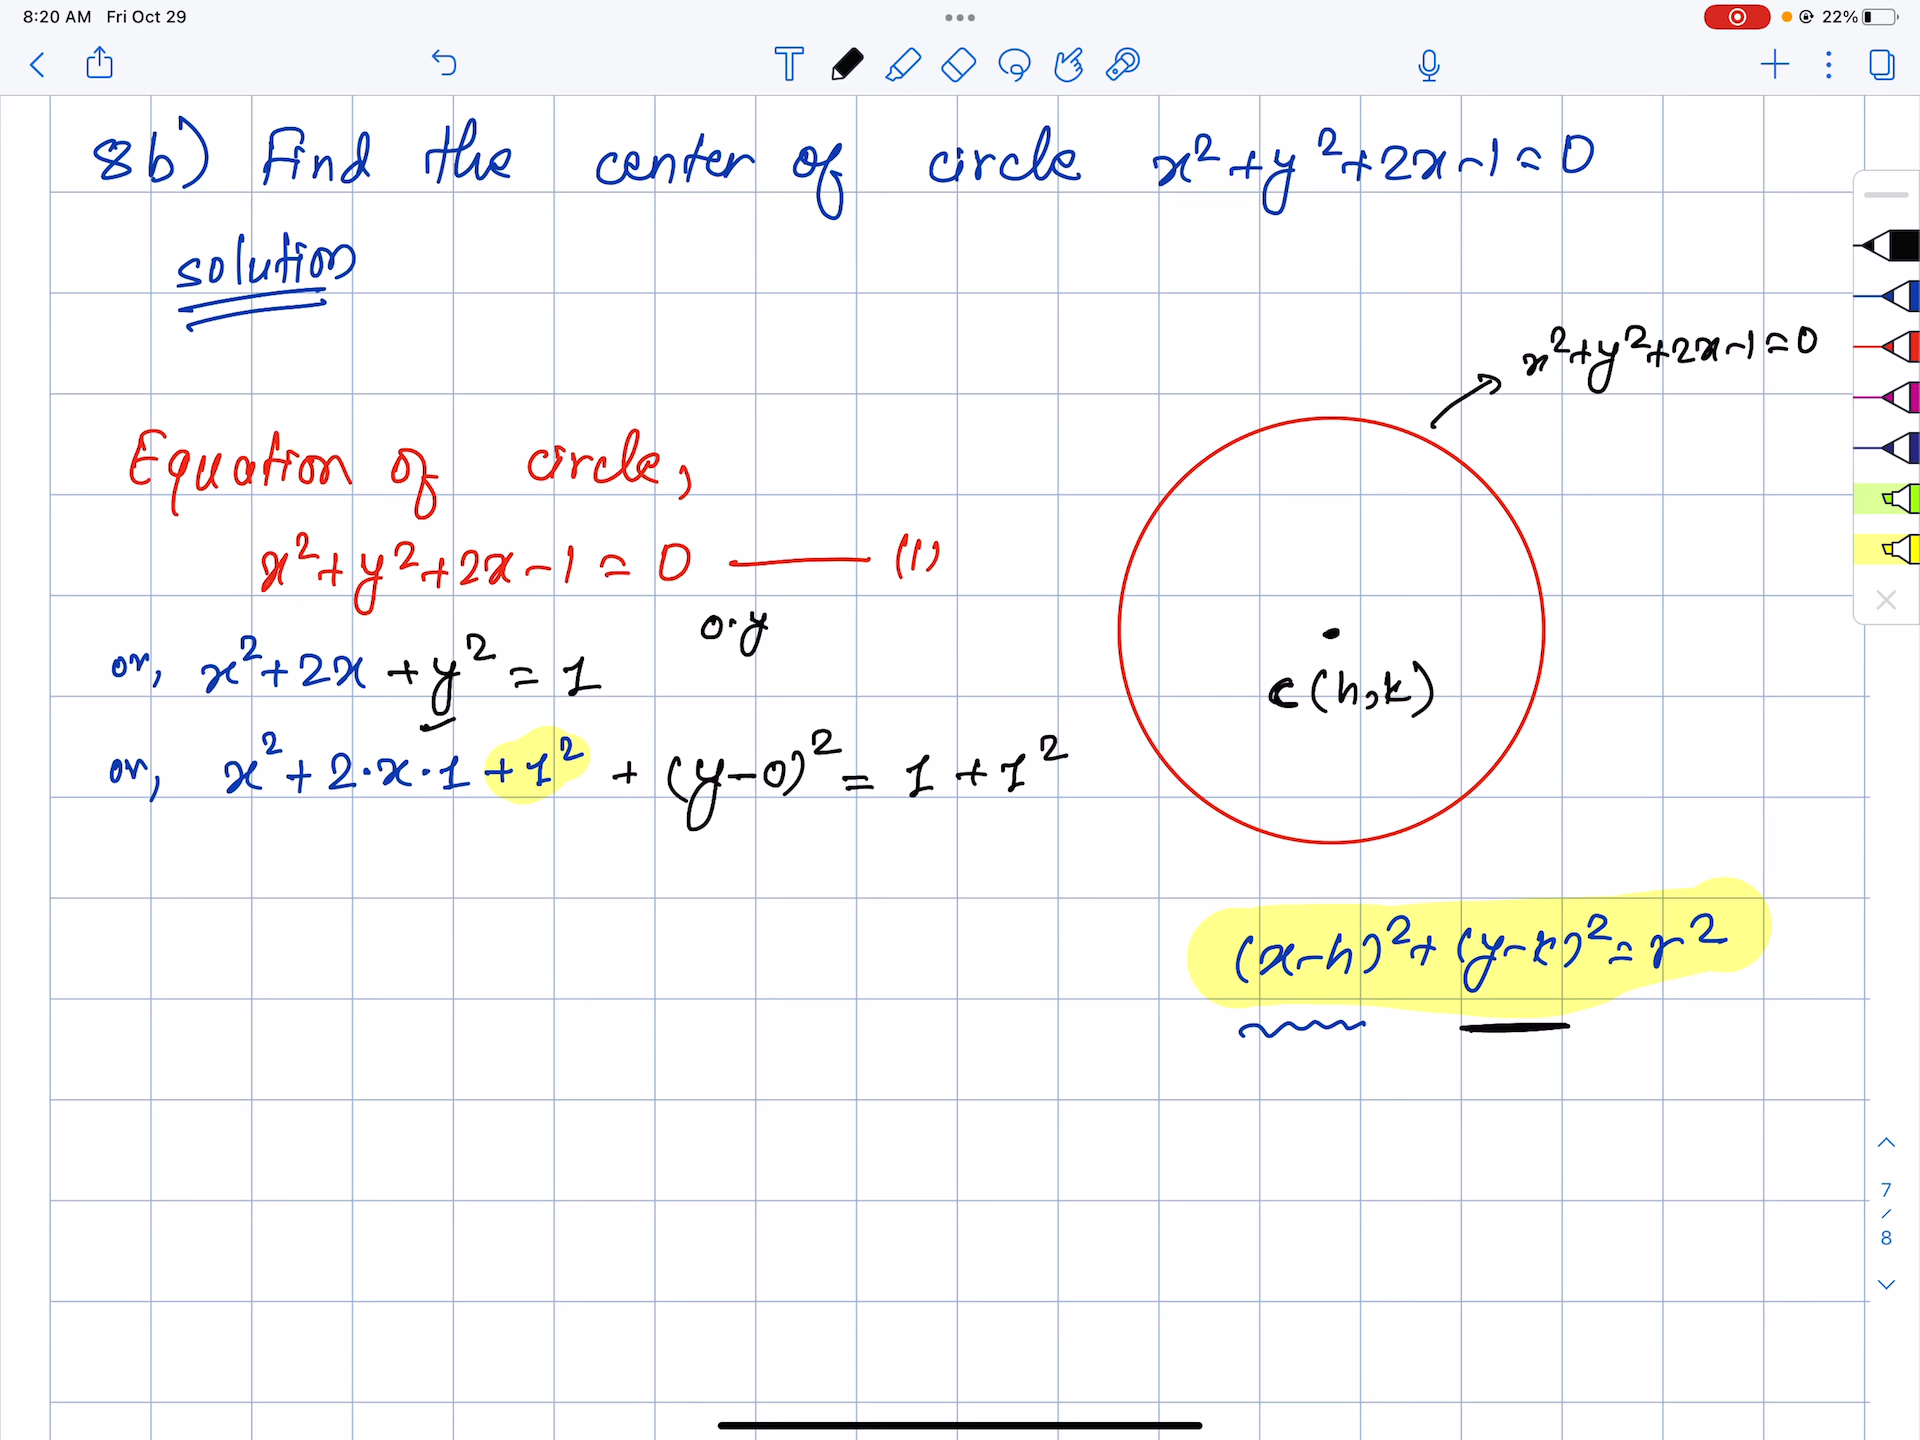 8:20 AM Fri Oct 29
22%
8b) Find the center of circle x²+y²+2x-1=0
solution
x²+y²+2x-1=0
Equation of circle,
x²+y²+2x-1=0 —— (1)
0·y
or, x²+2x+y²=1
C(h,k)
or, x²+2·x·1+1²+(y-0)²=1+1²
(x-h)²+(y-k)²=r²
7
/
8